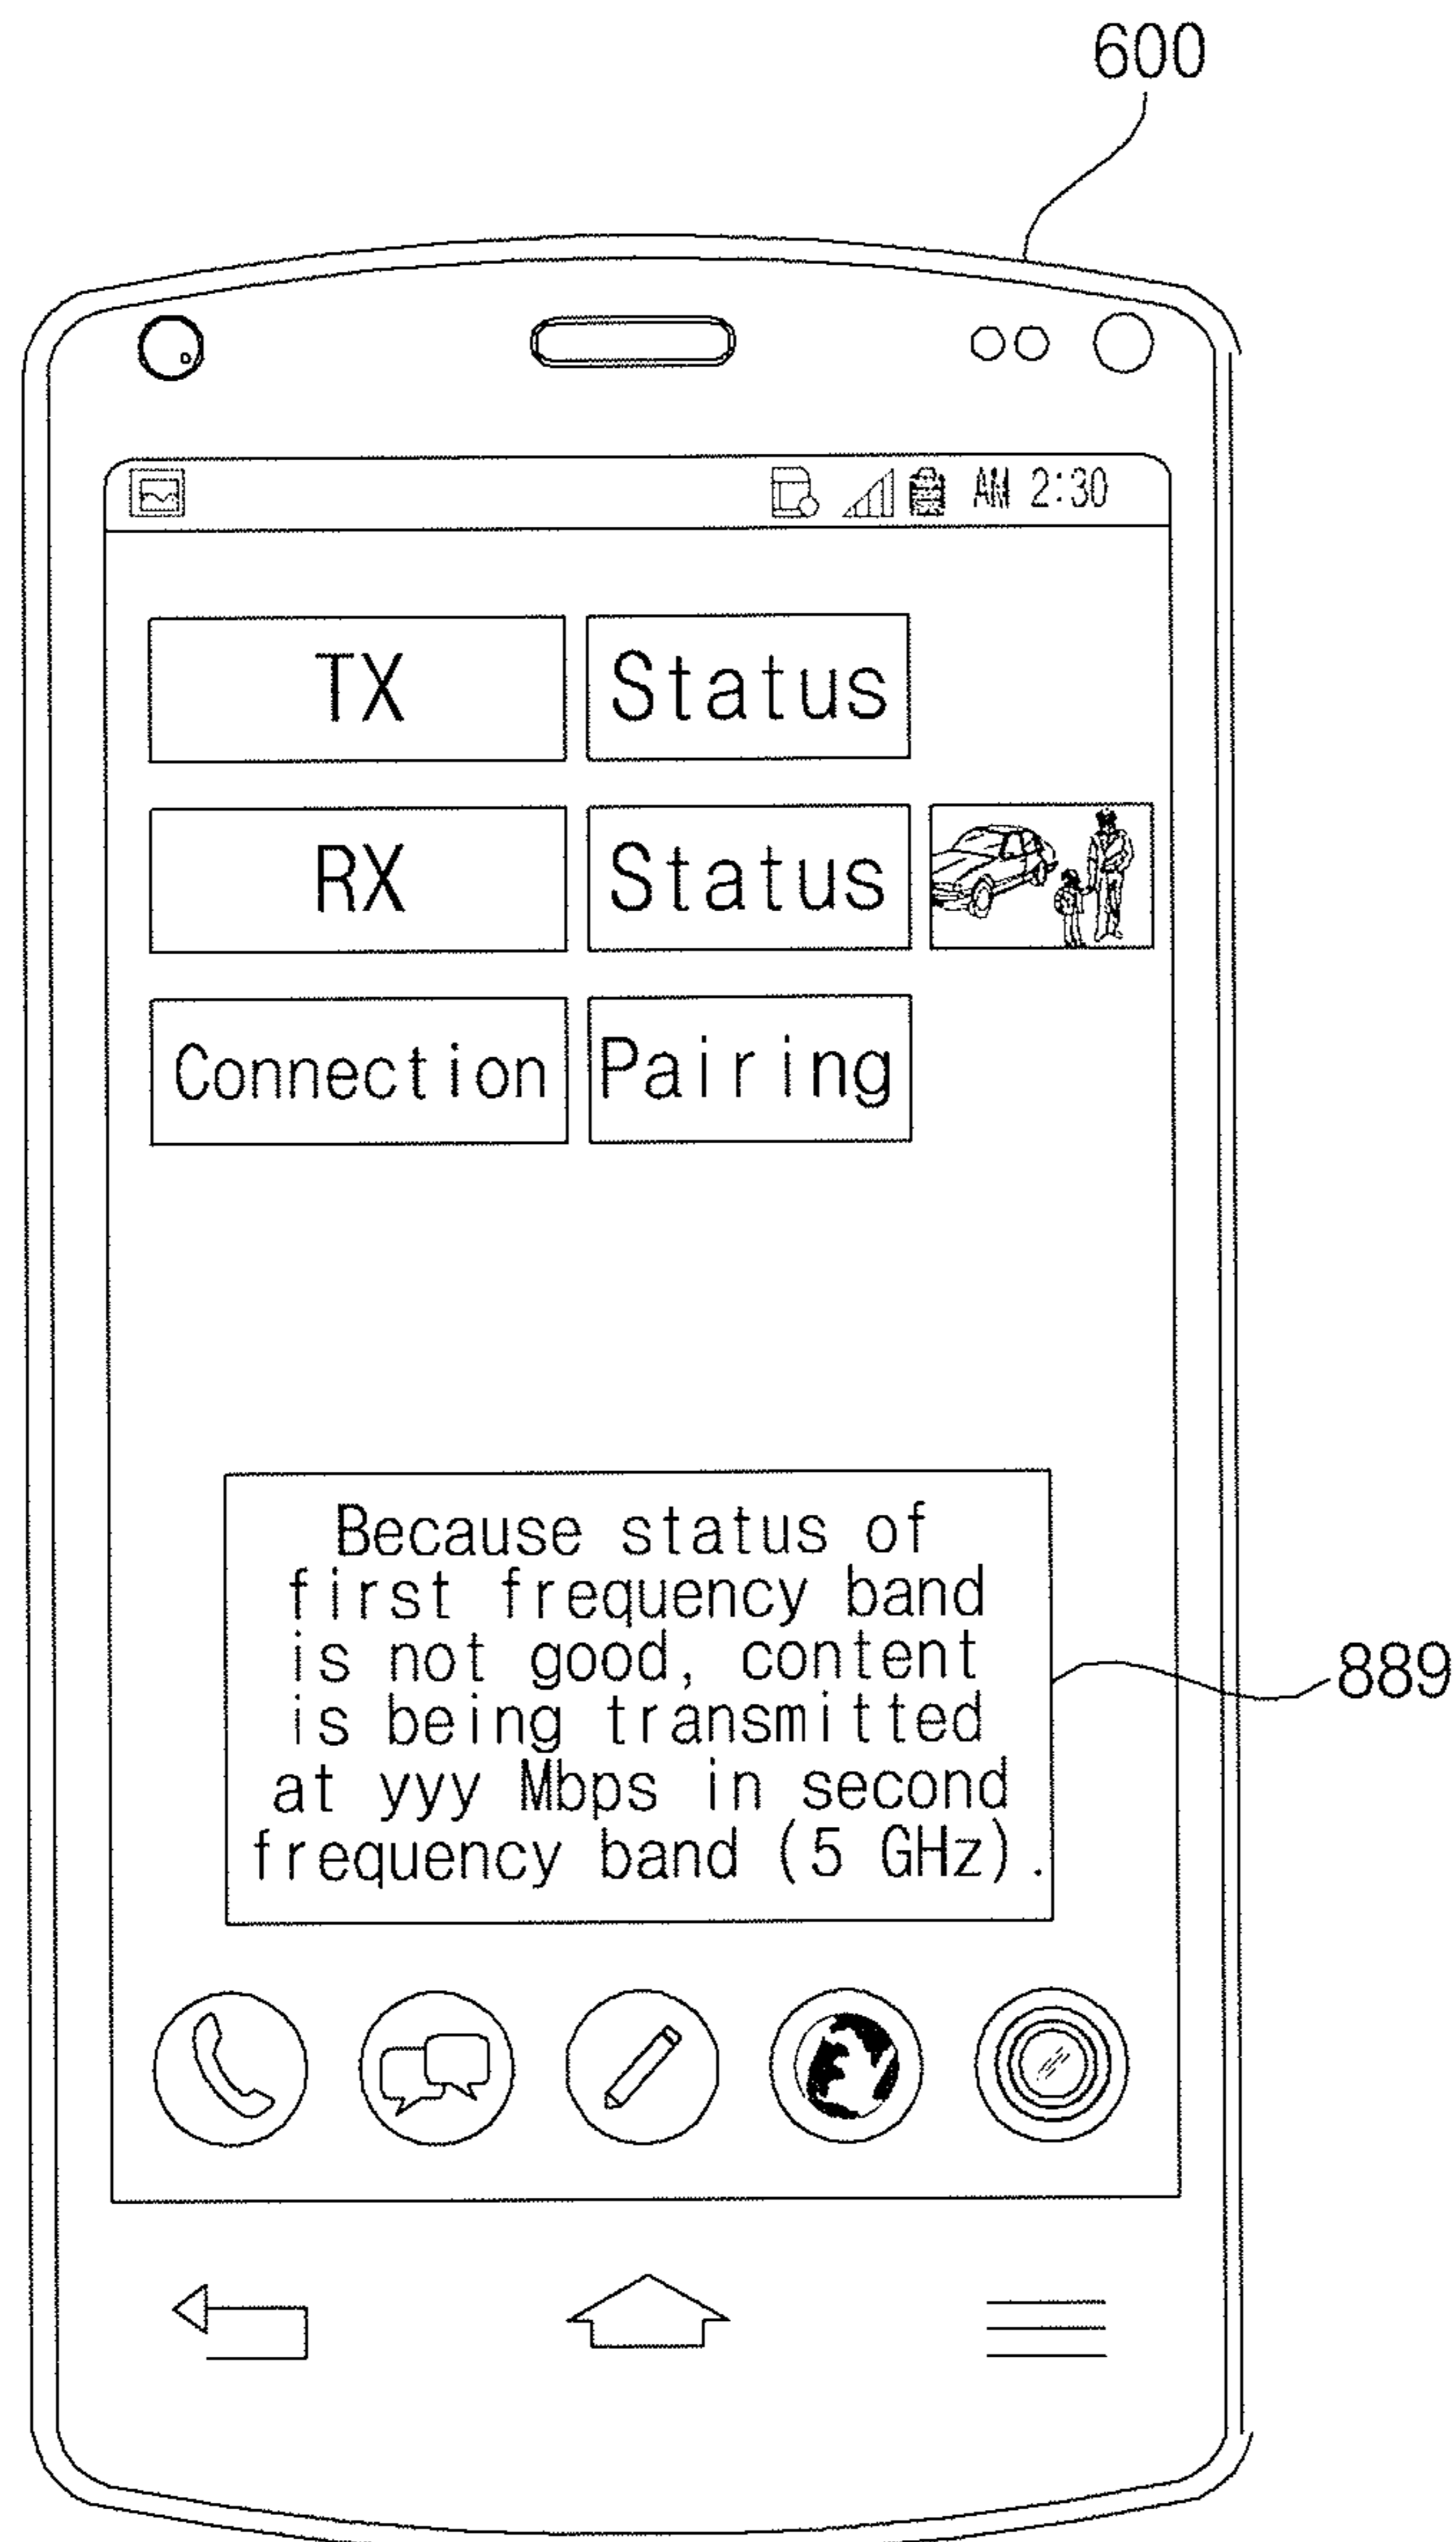 600
AM 2:30
TX Status
RX Status
Connection Pairing
Because status of
first frequency band
is not good, content
is being transmitted
at yyy Mbps in second
frequency band (5 GHz).
889